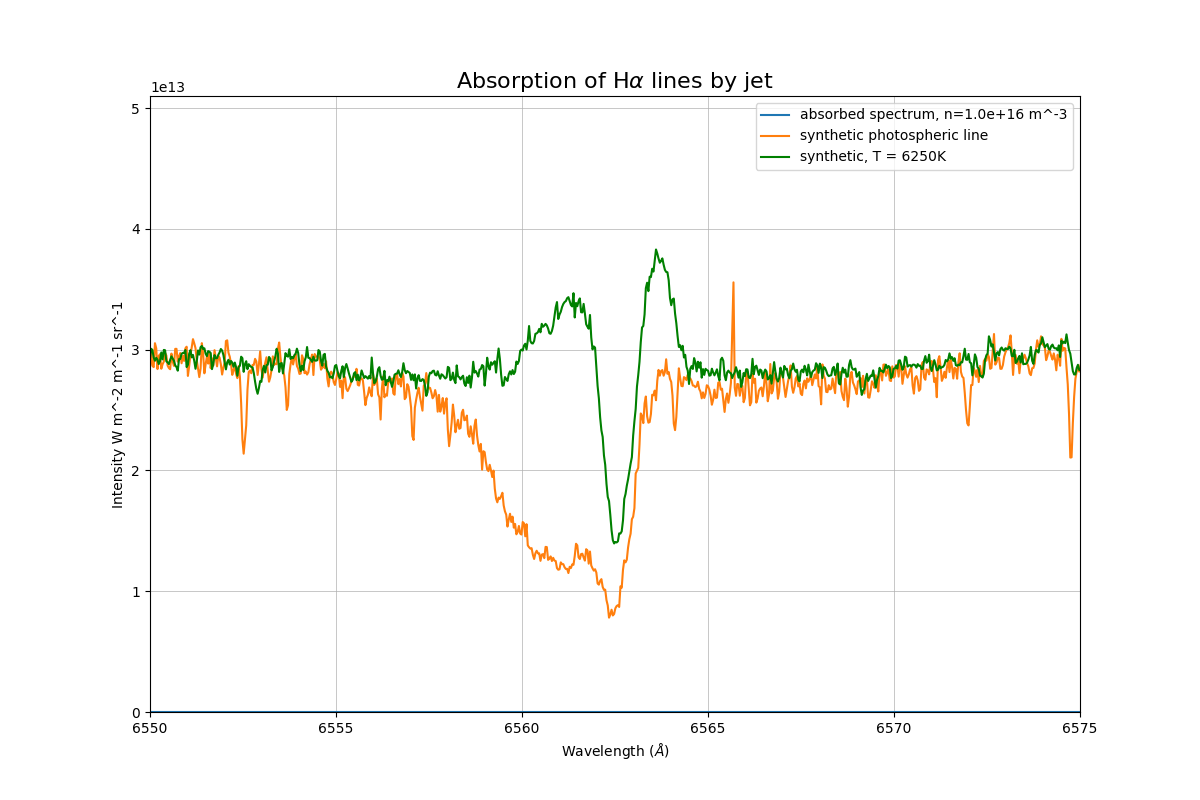 Absorption of Hα lines by jet
1e13
absorbed spectrum, n=1.0e+16 m^-3
synthetic photospheric line
synthetic, T = 6250K
5
4
3
2
1
0
Intensity W m^-2 m^-1 sr^-1
6550 6555 6560 6565 6570 6575
Wavelength (Å)